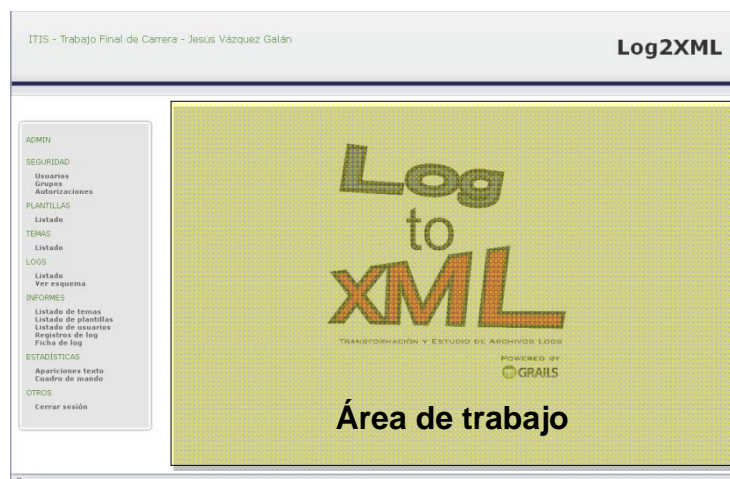 ITIS - Trabajo Final de Carrera - Jesús Vázquez Galán
Log2XML
ADMIN
SEGURIDAD
Usuarios
Grupos
Autorizaciones
PLANTILLAS
Listado
TEMAS
Listado
LOGS
Listado
Ver esquema
INFORMES
Listado de temas
Listado de plantillas
Listado de usuarios
Registros de log
Ficha de log
ESTADÍSTICAS
Apariciones texto
Cuadro de mando
OTROS
Cerrar sesión
Log
to
XML
TRANSFORMACIÓN Y ESTUDIO DE ARCHIVOS LOGS
POWERED BY
GRAILS
Área de trabajo